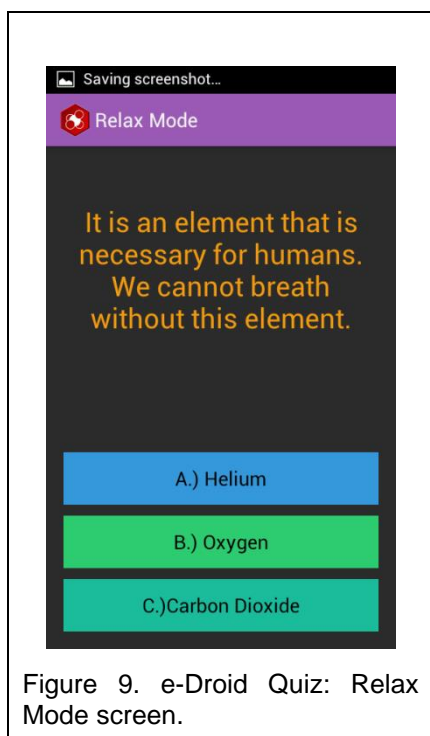 Saving screenshot...
Relax Mode
It is an element that is
necessary for humans.
We cannot breath
without this element.
A.) Helium
B.) Oxygen
C.)Carbon Dioxide
Figure 9. e-Droid Quiz: Relax
Mode screen.